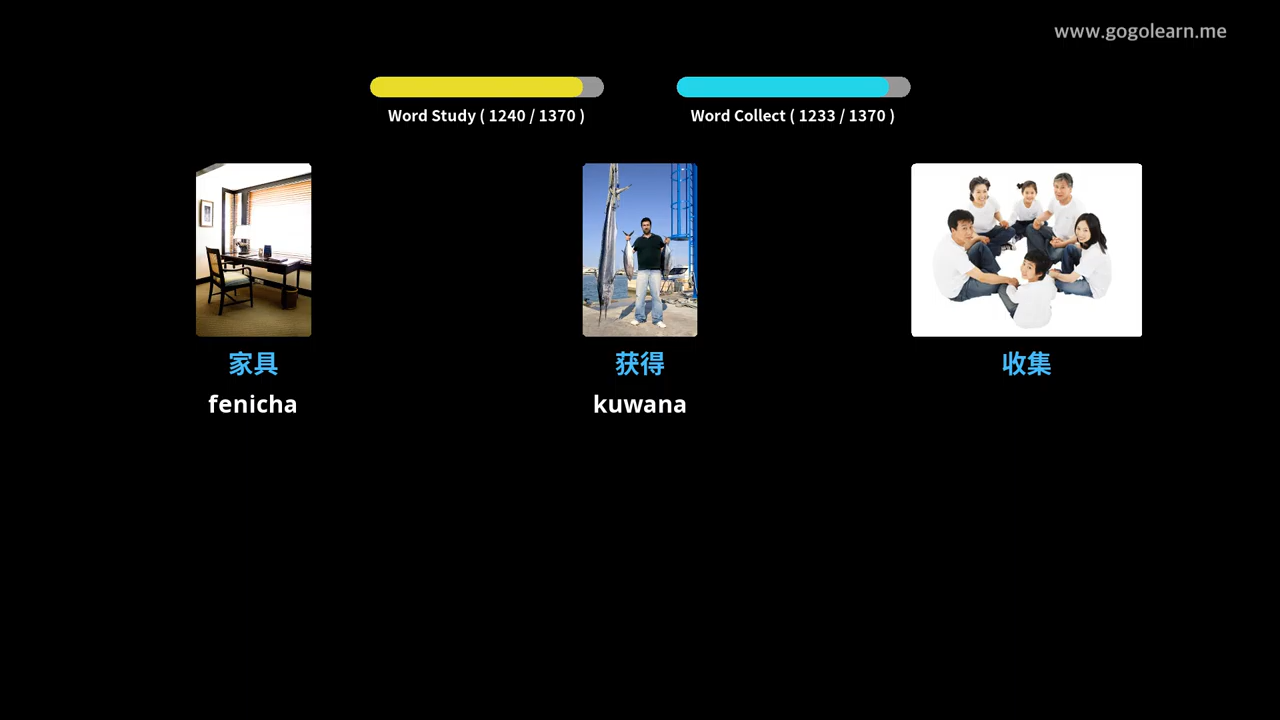 www.gogolearn.me
Word Study ( 1240 / 1370 )
Word Collect ( 1233 / 1370 )
家具
获得
收集
fenicha
kuwana